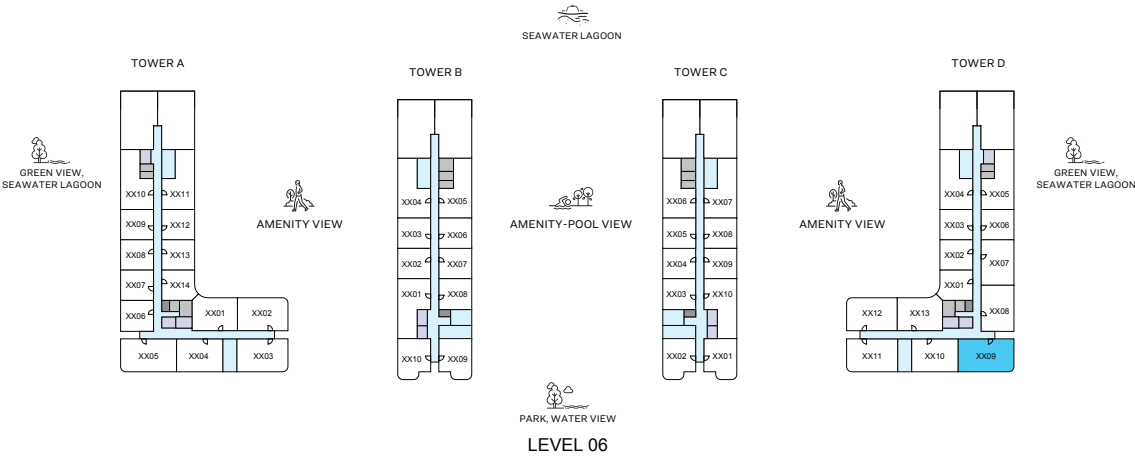 SEAWATER LAGOON
TOWER A
TOWER B
TOWER C
TOWER D
GREEN VIEW,
SEAWATER LAGOON
AMENITY VIEW
AMENITY-POOL VIEW
AMENITY VIEW
GREEN VIEW,
SEAWATER LAGOON
XX10 XX11
XX09 XX12
XX08 XX13
XX07 XX14
XX06 XX01 XX02
XX05 XX04 XX03
XX04 XX05
XX03 XX06
XX02 XX07
XX01 XX08
XX10 XX09
XX06 XX07
XX05 XX08
XX04 XX09
XX03 XX10
XX02 XX01
XX04 XX05
XX03 XX06
XX02 XX07
XX01
XX12 XX13 XX08
XX11 XX10 XX09
PARK, WATER VIEW
LEVEL 06